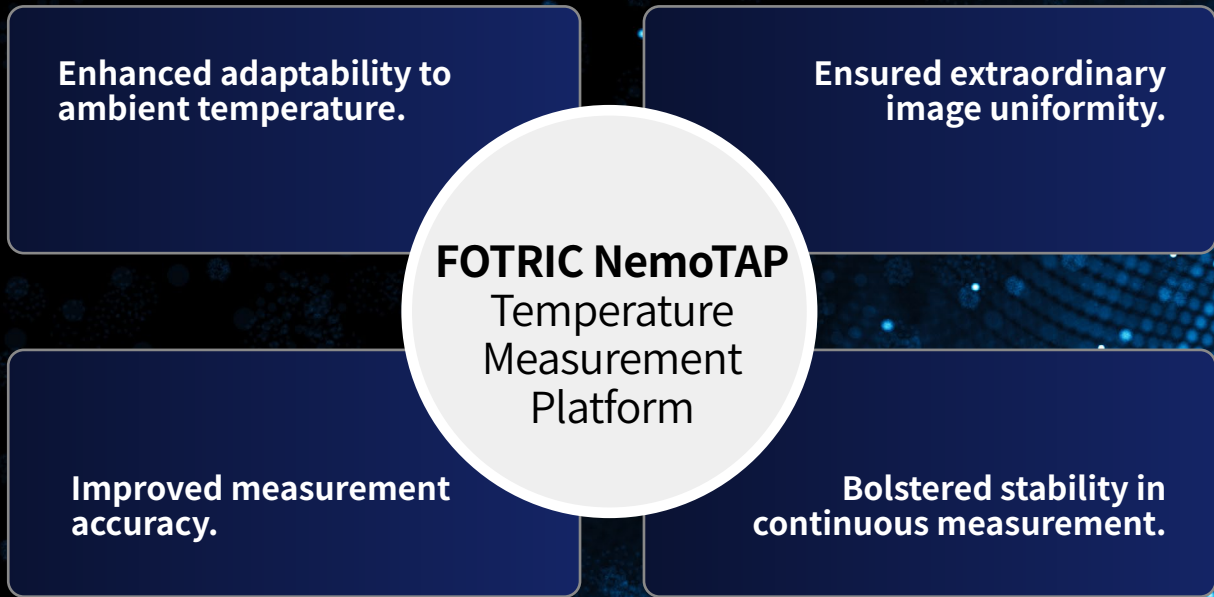 Enhanced adaptability to
ambient temperature.
Ensured extraordinary
image uniformity.
FOTRIC NemoTAP
Temperature
Measurement
Platform
Improved measurement
accuracy.
Bolstered stability in
continuous measurement.